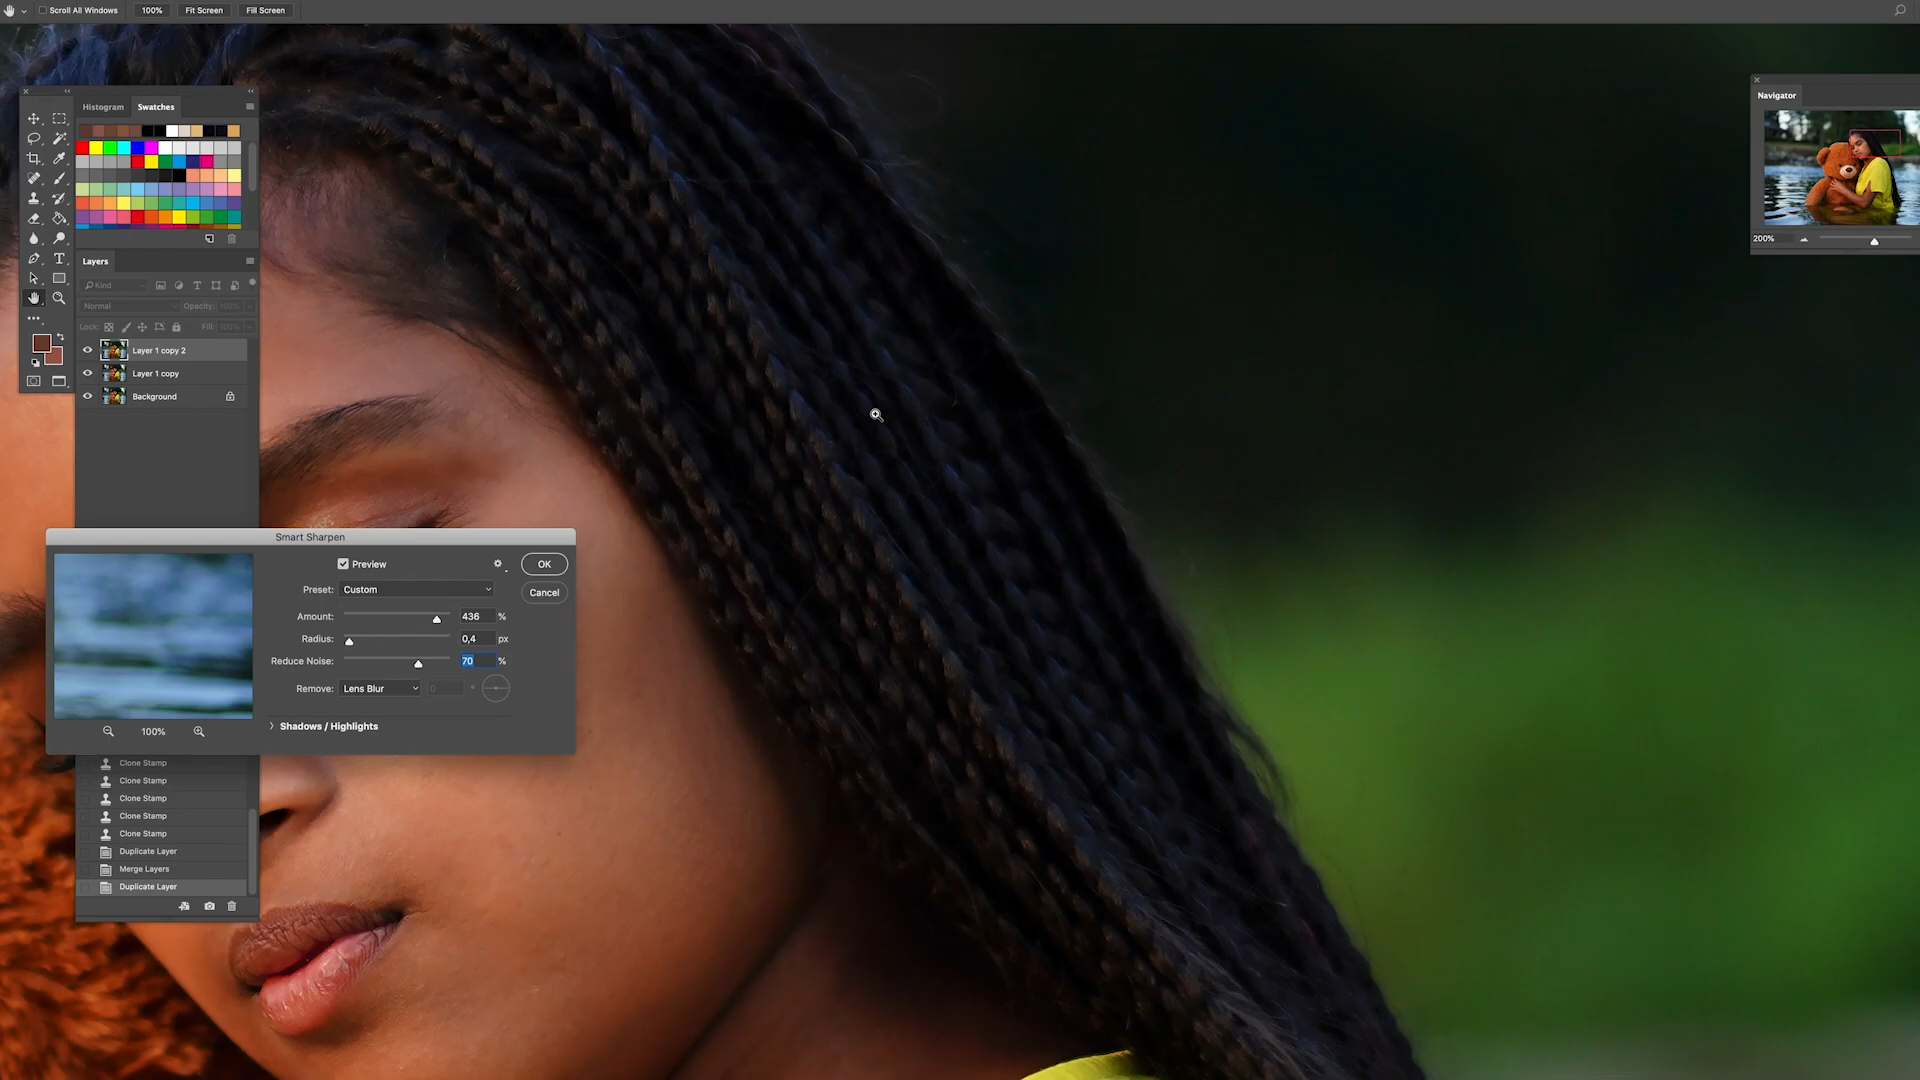 Scroll All Windows 100% Fit Screen Fill Screen
Histogram Swatches
Navigator
200%
Layers
Kind
Normal Opacity: 100%
Lock: Fill: 100%
Layer 1 copy 2
Layer 1 copy
Background
Smart Sharpen
Preview
OK
Preset: Custom
Cancel
Amount: 436 %
Radius: 0,4 px
Reduce Noise: 70 %
Remove: Lens Blur 0 °
Shadows / Highlights
100%
Clone Stamp
Clone Stamp
Clone Stamp
Clone Stamp
Clone Stamp
Duplicate Layer
Merge Layers
Duplicate Layer